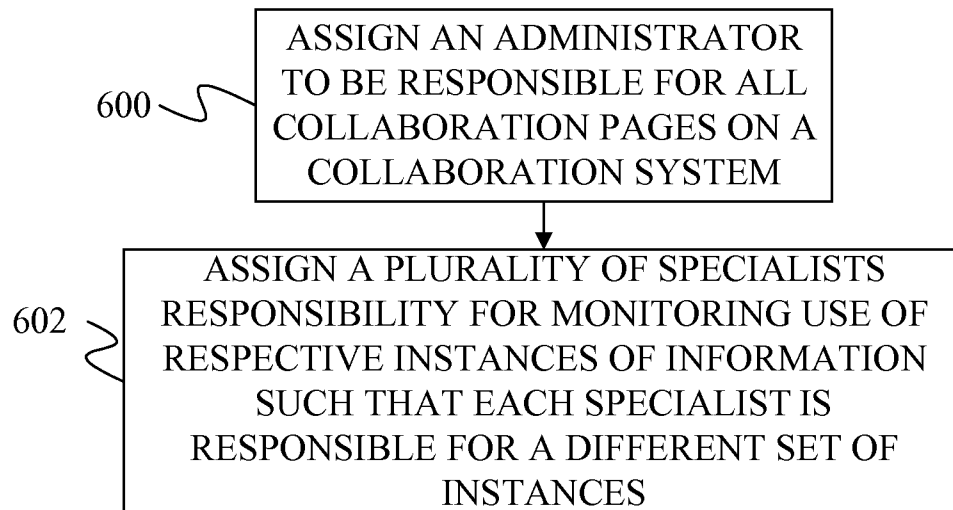 ASSIGN AN ADMINISTRATOR
TO BE RESPONSIBLE FOR ALL
COLLABORATION PAGES ON A
COLLABORATION SYSTEM
600
ASSIGN A PLURALITY OF SPECIALISTS
RESPONSIBILITY FOR MONITORING USE OF
RESPECTIVE INSTANCES OF INFORMATION
SUCH THAT EACH SPECIALIST IS
RESPONSIBLE FOR A DIFFERENT SET OF
INSTANCES
602